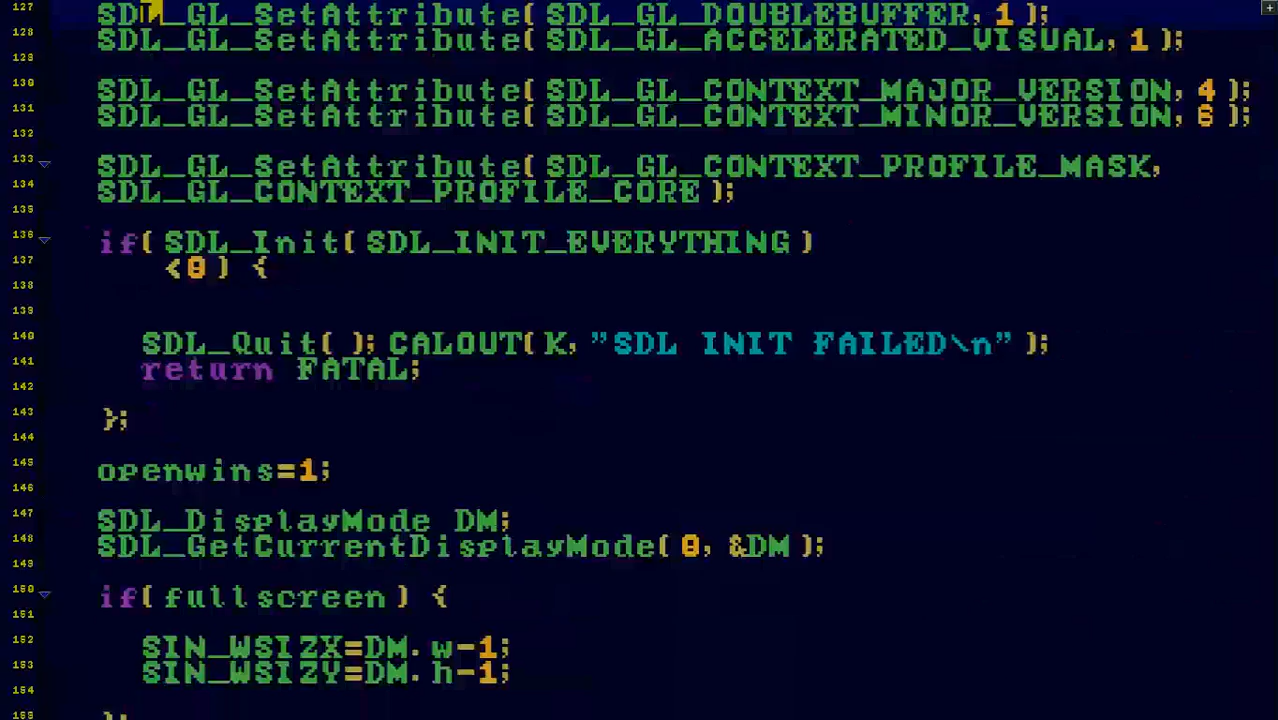 127 SDL_GL_SetAttribute( SDL_GL_DOUBLEBUFFER, 1 );
128 SDL_GL_SetAttribute( SDL_GL_ACCELERATED_VISUAL, 1 );
129
130 SDL_GL_SetAttribute( SDL_GL_CONTEXT_MAJOR_VERSION, 4 );
131 SDL_GL_SetAttribute( SDL_GL_CONTEXT_MINOR_VERSION, 6 );
132
133 SDL_GL_SetAttribute( SDL_GL_CONTEXT_PROFILE_MASK,
134 SDL_GL_CONTEXT_PROFILE_CORE );
135
136 if( SDL_Init( SDL_INIT_EVERYTHING )
137 <0 ) {
138
139
140 SDL_Quit( ); CALOUT( K, "SDL INIT FAILED\n" );
141 return FATAL;
142
143 };
144
145 openwins=1;
146
147 SDL_DisplayMode DM;
148 SDL_GetCurrentDisplayMode( 0, &DM );
149
150 if( fullscreen ) {
151
152 SIN_WSIZX=DM.w-1;
153 SIN_WSIZY=DM.h-1;
154
155 };